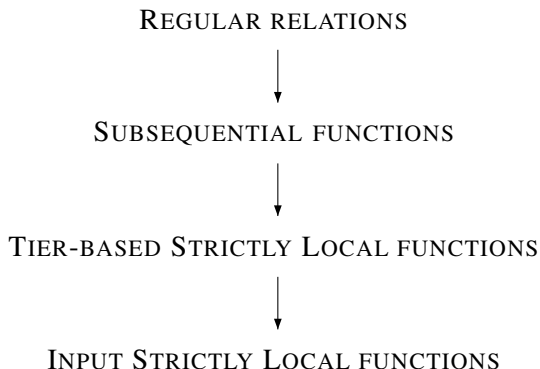 REGULAR RELATIONS
SUBSEQUENTIAL FUNCTIONS
TIER-BASED STRICTLY LOCAL FUNCTIONS
INPUT STRICTLY LOCAL FUNCTIONS